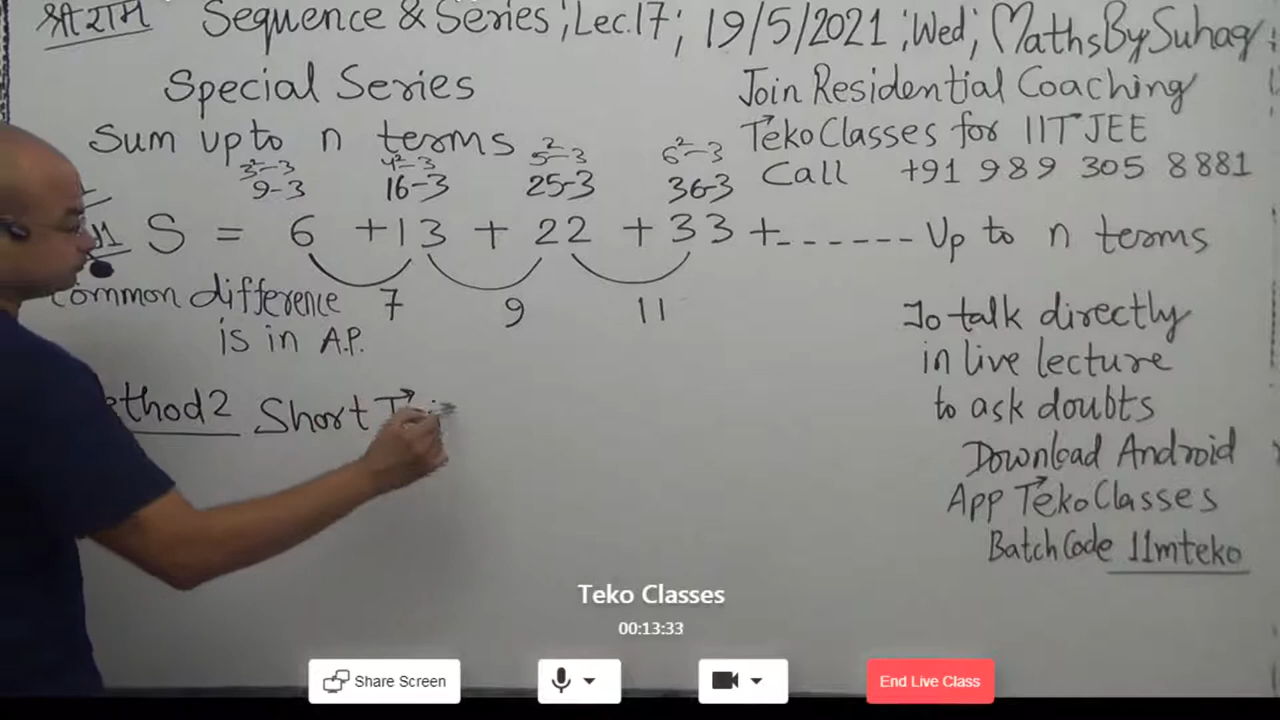 श्री राम Sequence & Series ; Lec.17 ; 19/5/2021 ; Wed ; MathsBySuhag ;
Special Series
Sum upto n terms
3²-3 4²-3 5²-3 6²-3
9-3 16-3 25-3 36-3
S = 6 +13 + 22 + 33 +------ Up to n terms
7 9 11
Common difference
is in A.P.
ethod2 Short
Join Residential Coaching
TekoClasses for IIT JEE
Call +91 989 305 8881
To talk directly
in live lecture
to ask doubts
Download Android
App TekoClasses
BatchCode 11mteko
Teko Classes
00:13:33
Share Screen
End Live Class